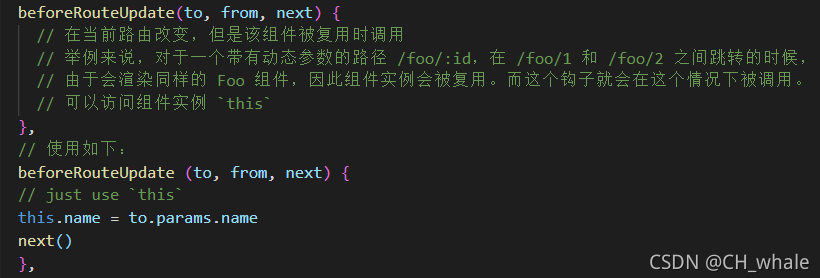 beforeRouteUpdate(to, from, next) {
// 在当前路由改变，但是该组件被复用时调用
// 举例来说，对于一个带有动态参数的路径 /foo/:id，在 /foo/1 和 /foo/2 之间跳转的时候，
// 由于会渲染同样的 Foo 组件，因此组件实例会被复用。而这个钩子就会在这个情况下被调用。
// 可以访问组件实例 `this`
},
// 使用如下：
beforeRouteUpdate (to, from, next) {
// just use `this`
this.name = to.params.name
next()
},
CSDN @CH_whale